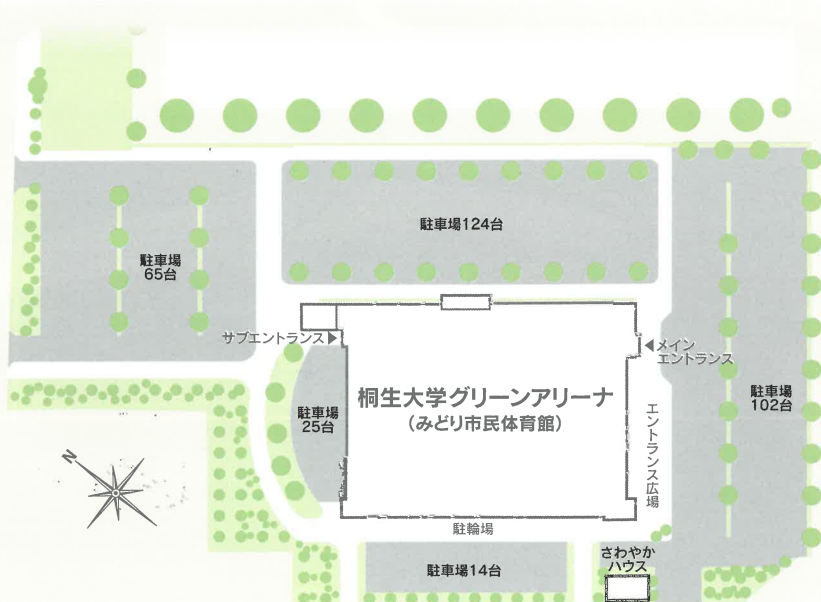 駐車場124台
駐車場
65台
サブエントランス
メイン
エントランス
桐生大学グリーンアリーナ
（みどり市民体育館）
駐車場
25台
駐車場
102台
エントランス広場
N
駐輪場
駐車場14台
さわやか
ハウス